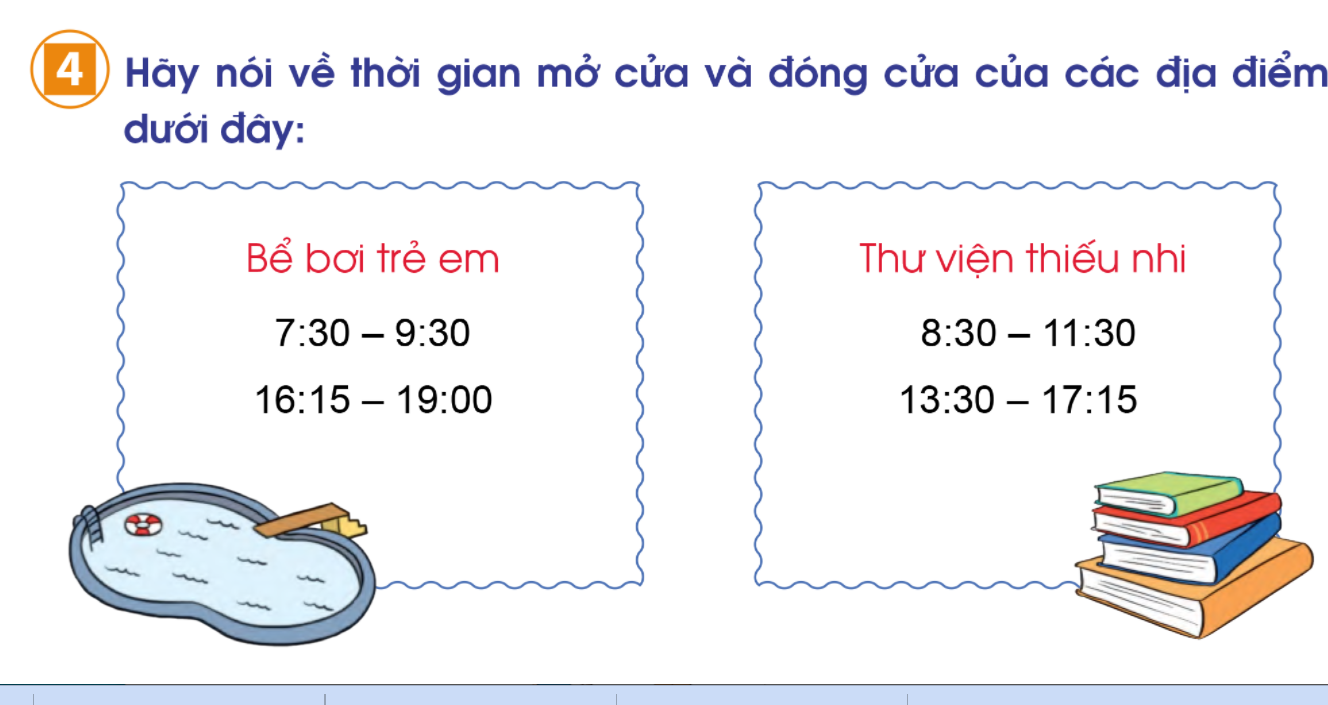 4 Hãy nói về thời gian mở cửa và đóng cửa của các địa điểm
dưới đây:
Bể bơi trẻ em
7:30 – 9:30
16:15 – 19:00
Thư viện thiếu nhi
8:30 – 11:30
13:30 – 17:15